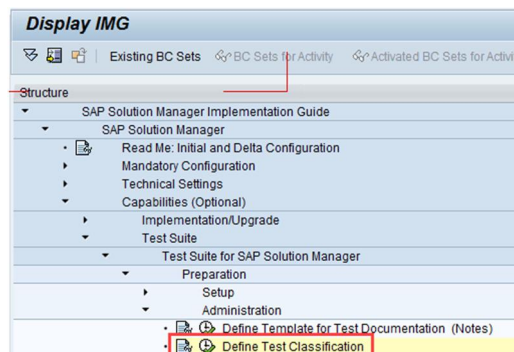 Display IMG
Existing BC Sets BC Sets for Activity Activated BC Sets for Activi
Structure
SAP Solution Manager Implementation Guide
SAP Solution Manager
Read Me: Initial and Delta Configuration
Mandatory Configuration
Technical Settings
Capabilities (Optional)
Implementation/Upgrade
Test Suite
Test Suite for SAP Solution Manager
Preparation
Setup
Administration
Define Template for Test Documentation (Notes)
Define Test Classification